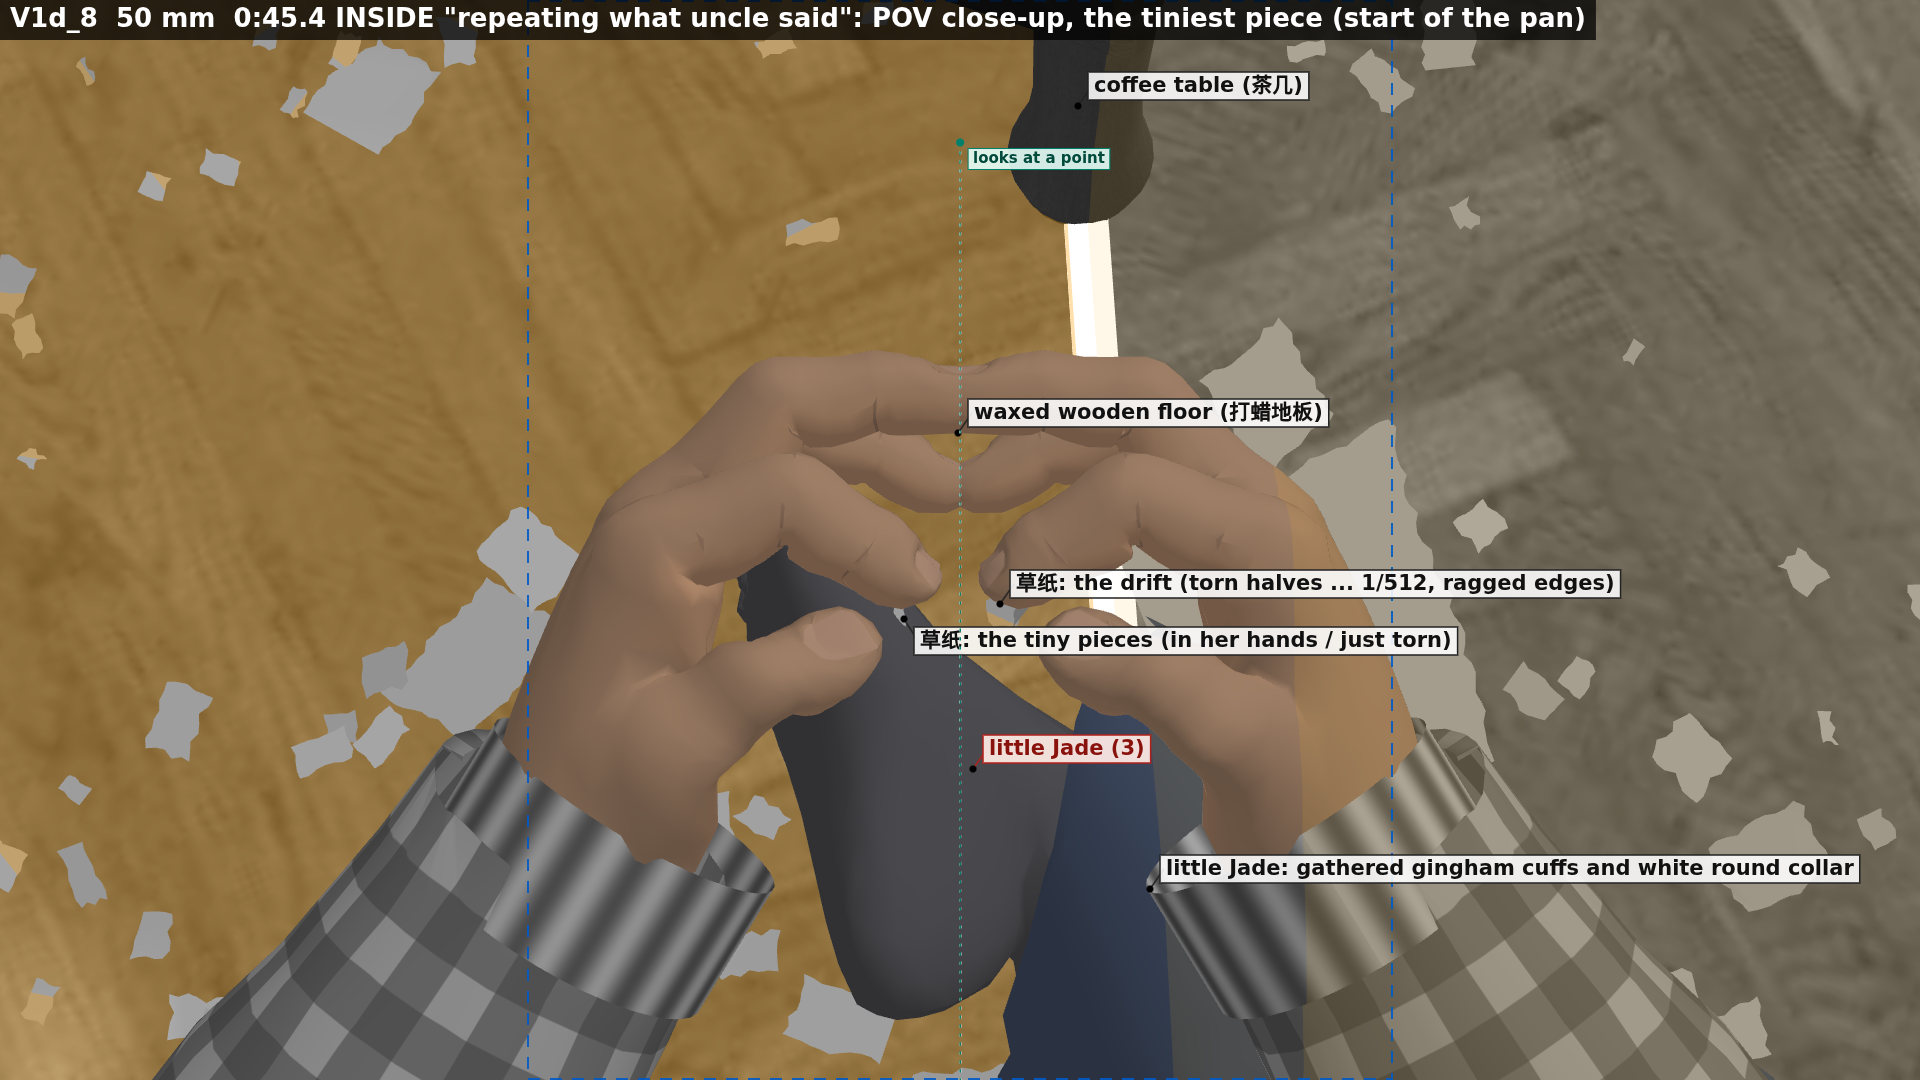 V1d_8 50 mm 0:45.4 INSIDE "repeating what uncle said": POV close-up, the tiniest piece (start of the pan)
coffee table (茶几)
looks at a point
waxed wooden floor (打蜡地板)
草纸: the drift (torn halves ... 1/512, ragged edges)
草纸: the tiny pieces (in her hands / just torn)
little Jade (3)
little Jade: gathered gingham cuffs and white round collar